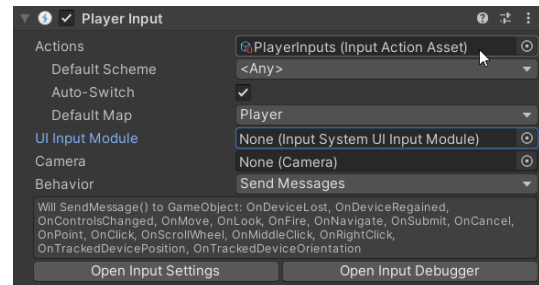 Player Input
Actions PlayerInputs (Input Action Asset)
Default Scheme <Any>
Auto-Switch
Default Map Player
UI Input Module None (Input System UI Input Module)
Camera None (Camera)
Behavior Send Messages
Will SendMessage() to GameObject: OnDeviceLost, OnDeviceRegained,
OnControlsChanged, OnMove, OnLook, OnFire, OnNavigate, OnSubmit, OnCancel,
OnPoint, OnClick, OnScrollWheel, OnMiddleClick, OnRightClick,
OnTrackedDevicePosition, OnTrackedDeviceOrientation
Open Input Settings Open Input Debugger